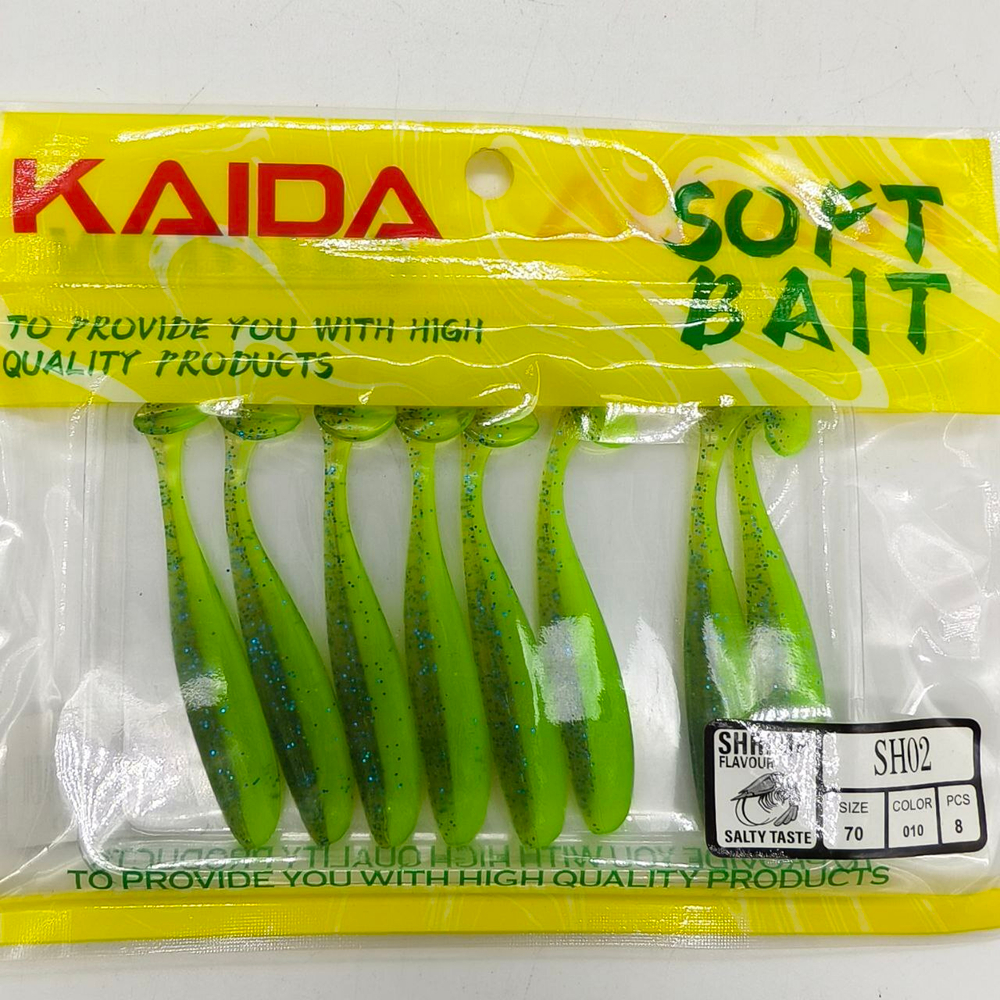 KAIDA
SOFT
BAIT
TO PROVIDE YOU WITH HIGH
QUALITY PRODUCTS
FLAVOUR
SALTY TASTE
SH02
SIZE
70
COLOR
010
PCS
8
TO PROVIDE YOU WITH HIGH QUALITY PRODUCTS